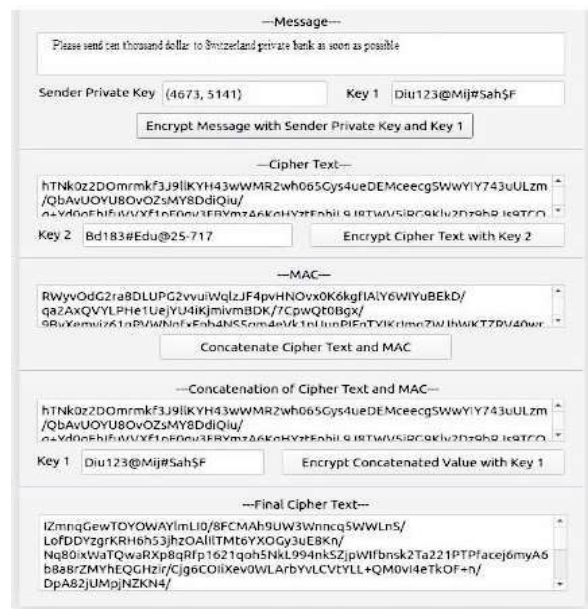 ---Message---
Please send ten thousand dollar to Switzerland private bank as soon as possible
Sender Private Key (4673, 5141) Key 1 Diu123@Mij#Sah$F
Encrypt Message with Sender Private Key and Key 1
---Cipher Text---
hTNk0z2DOmrmkf3J9llKYH43wWMR2wh065Gys4ueDEMceecgSWwYIY743uULzm
/QbAvUOYU8OvOZsMY8DdiQiu/
Key 2 Bd183#Edu@25-717 Encrypt Cipher Text with Key 2
---MAC---
RWyvOdG2ra8DLUPG2vvuiWqlzJF4pvHNOvx0K6kgfIAlY6WIYuBEkD/
qa2AxQVYLPHe1UejYU4iKjmivmBDK/7CpwQt0Bgx/
Concatenate Cipher Text and MAC
---Concatenation of Cipher Text and MAC---
hTNk0z2DOmrmkf3J9llKYH43wWMR2wh065Gys4ueDEMceecgSWwYIY743uULzm
/QbAvUOYU8OvOZsMY8DdiQiu/
Key 1 Diu123@Mij#Sah$F Encrypt Concatenated Value with Key 1
---Final Cipher Text---
IZmnqGewTOYOWAYlmLI0/8FCMAh9UW3Wnncq5WWLnS/
LofDDYzgrKRH6h53jhzOAlilTMt6YXOGy3uE8Kn/
Nq80ixWaTQwaRXp8qRfp1621qoh5NkL994nkSZjpWIfbnsk2Ta221PTPfacej6myA6
b8a8rZMYhEQGHzir/Cjg6COIiXev0WLArbYvLCVtYLL+QM0vI4eTkOF+n/
DpA82jUMpjNZKN4/